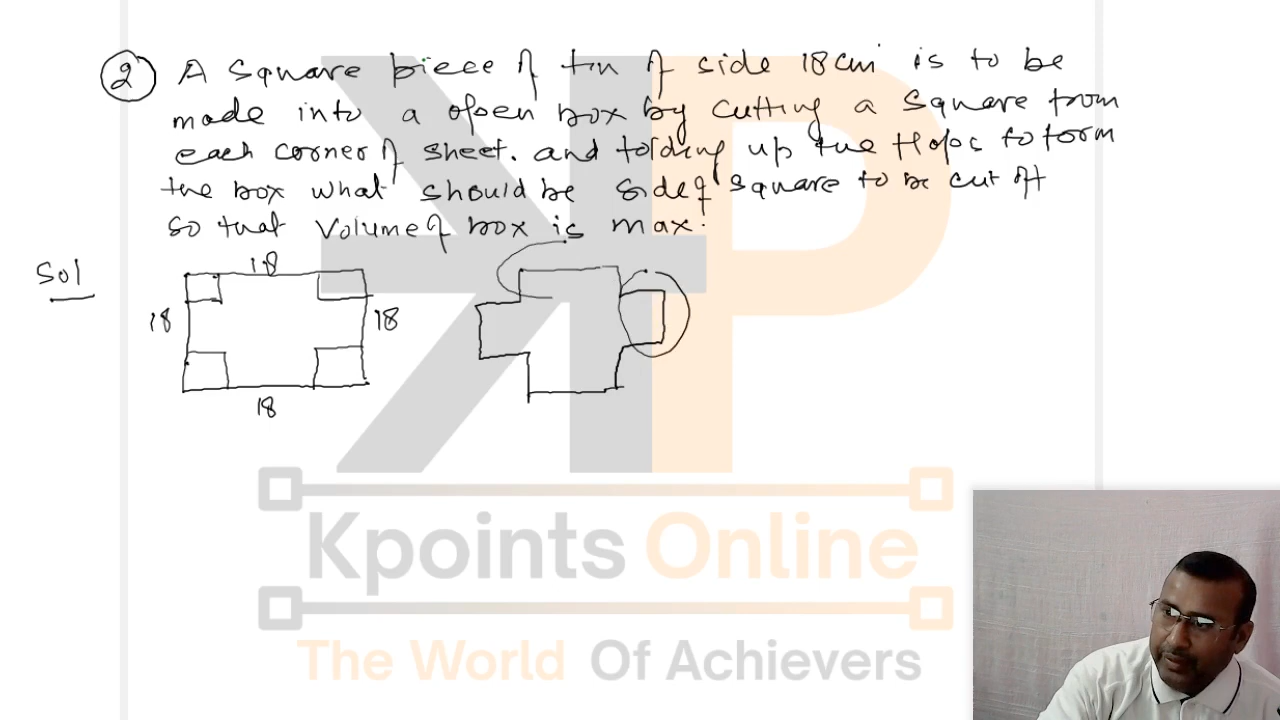 2 A square piece of tin of side 18 cm is to be
made into a open box by cutting a square from
each corner of sheet. and folding up the flaps to form
the box what should be side of square to be cut off
so that volume of box is max.
Sol
18
18
18
18
Kpoints Online
The World Of Achievers